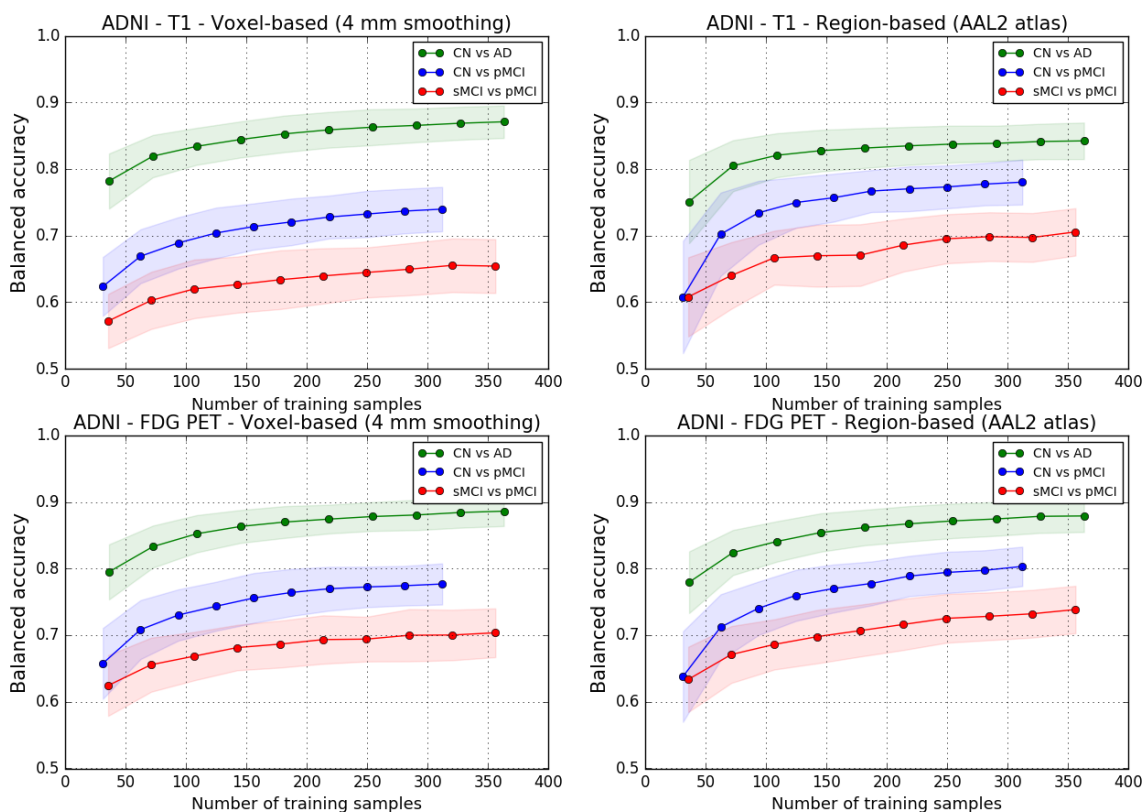 ADNI - T1 - Voxel-based (4 mm smoothing)
1.0
0.9
0.8
0.7
0.6
0.5
Balanced accuracy
CN vs AD
CN vs pMCI
sMCI vs pMCI
0 50 100 150 200 250 300 350 400
Number of training samples
ADNI - T1 - Region-based (AAL2 atlas)
1.0
0.9
0.8
0.7
0.6
0.5
Balanced accuracy
CN vs AD
CN vs pMCI
sMCI vs pMCI
0 50 100 150 200 250 300 350 400
Number of training samples
ADNI - FDG PET - Voxel-based (4 mm smoothing)
1.0
0.9
0.8
0.7
0.6
0.5
Balanced accuracy
CN vs AD
CN vs pMCI
sMCI vs pMCI
0 50 100 150 200 250 300 350 400
Number of training samples
ADNI - FDG PET - Region-based (AAL2 atlas)
1.0
0.9
0.8
0.7
0.6
0.5
Balanced accuracy
CN vs AD
CN vs pMCI
sMCI vs pMCI
0 50 100 150 200 250 300 350 400
Number of training samples